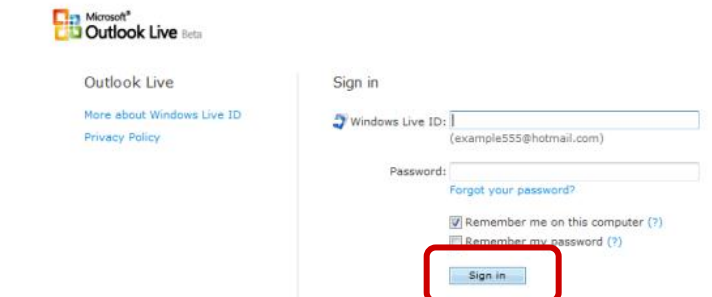 Microsoft®
Outlook Live Beta
Outlook Live
More about Windows Live ID
Privacy Policy
Sign in
Windows Live ID:
(example555@hotmail.com)
Password:
Forgot your password?
Remember me on this computer (?)
Remember my password (?)
Sign in